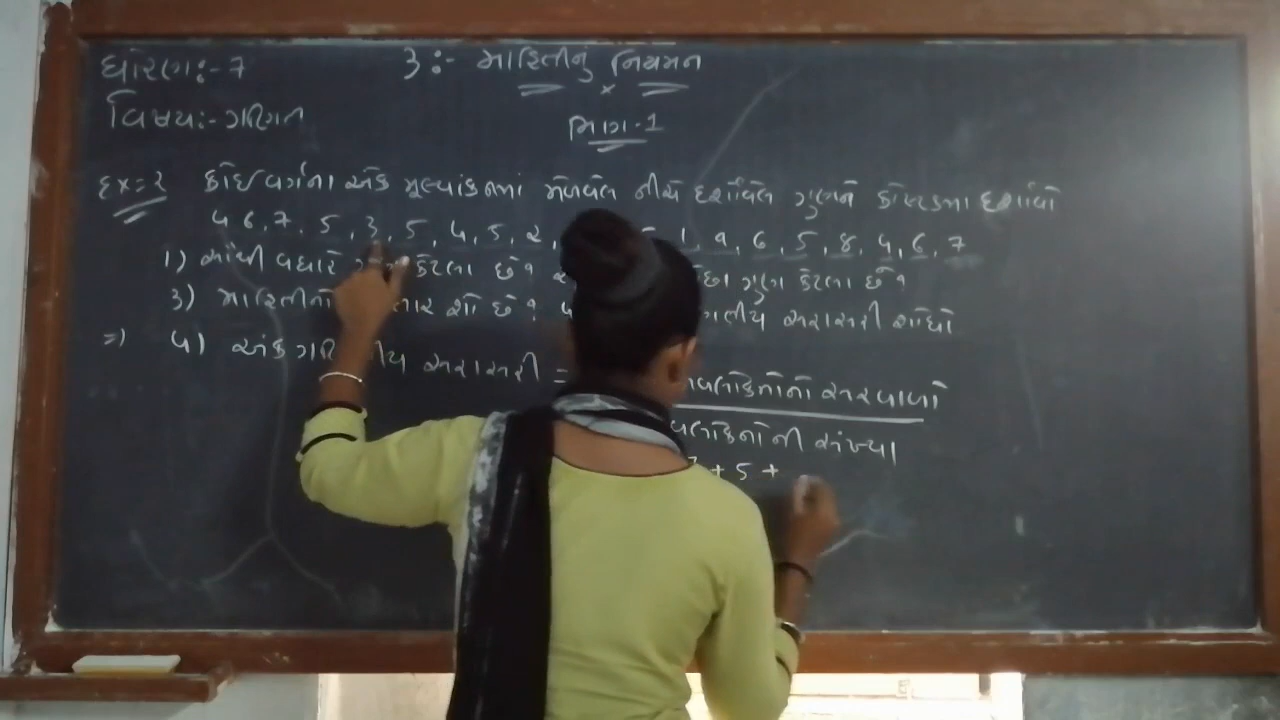 ધોરણ:- 7
3:- માહિતીનું નિયમન
વિષય:- ગણિત
ભાગ-1
Ex=2 કોઈ વર્ગના એક મૂલ્યાંકનમાં મેળવેલ નીચે દર્શાવેલ ગુણને કોષ્ટકમાં દર્શાવો
4 6, 7, 5, 3, 5, 4, 5, 2, 1, 9, 6, 5, 8, 4, 6, 7
1) સૌથી વધારે કેટલા છે? ગુણ કેટલા છે?
3) માહિતીનો શો છે? સરાસરી શોધો
=) 4) અંકગણિતીય સરાસરી = અવલોકનોનો સરવાળો
અવલોકનોની સંખ્યા
+ 5 +